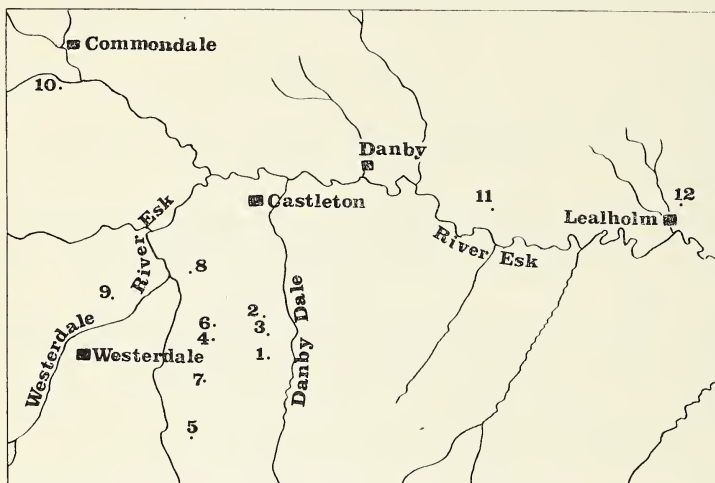 Commondale
10.
Danby
11
12
Castleton
Lealholm
River Esk
River Esk
8
9
2
Danby Dale
6
3
4
Westerdale
Westerdale
1
7
5